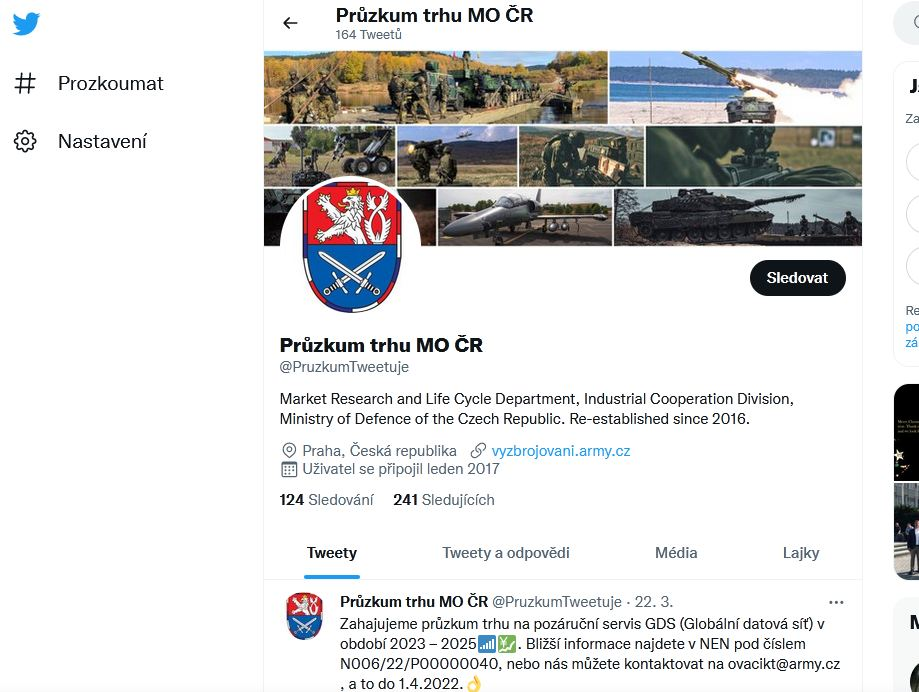 Průzkum trhu MO ČR
164 Tweetů
Prozkoumat
Nastavení
Sledovat
Průzkum trhu MO ČR
@PruzkumTweetuje
Market Research and Life Cycle Department, Industrial Cooperation Division,
Ministry of Defence of the Czech Republic. Re-established since 2016.
Praha, Česká republika vyzbrojovani.army.cz
Uživatel se připojil leden 2017
124 Sledování 241 Sledujících
Tweety Tweety a odpovědi Média Lajky
Průzkum trhu MO ČR @PruzkumTweetuje · 22. 3.
Zahajujeme průzkum trhu na pozáruční servis GDS (Globální datová síť) v
období 2023 – 2025📶💹. Bližší informace najdete v NEN pod číslem
N006/22/P00000040, nebo nás můžete kontaktovat na ovacikt@army.cz
, a to do 1.4.2022.👌